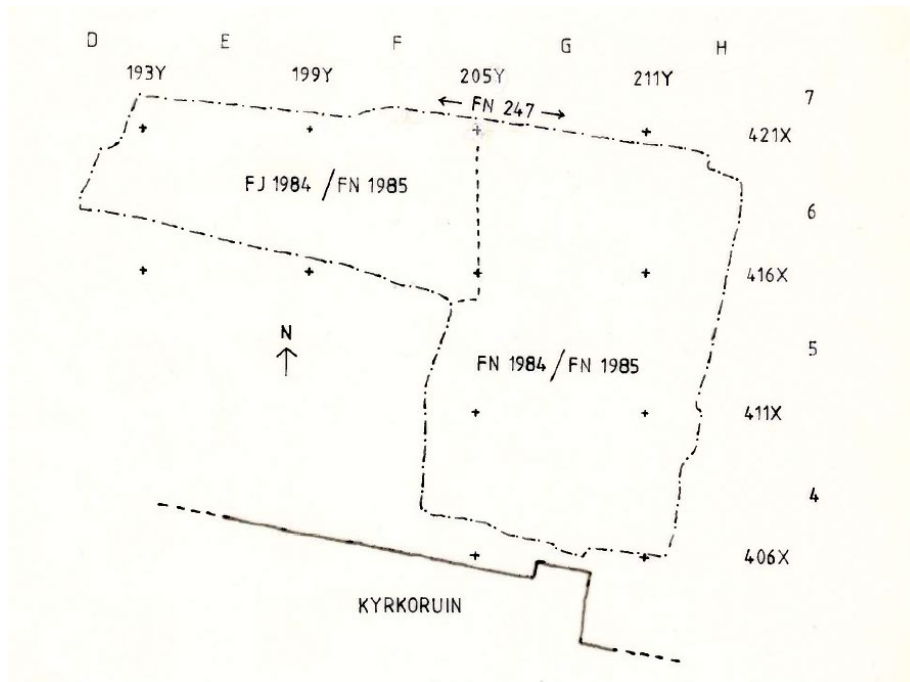 D E F G H
193Y 199Y 205Y 211Y
7
← FN 247 →
421X
FJ 1984 / FN 1985
6
416X
N
5
FN 1984 / FN 1985
411X
4
406X
KYRKORUIN